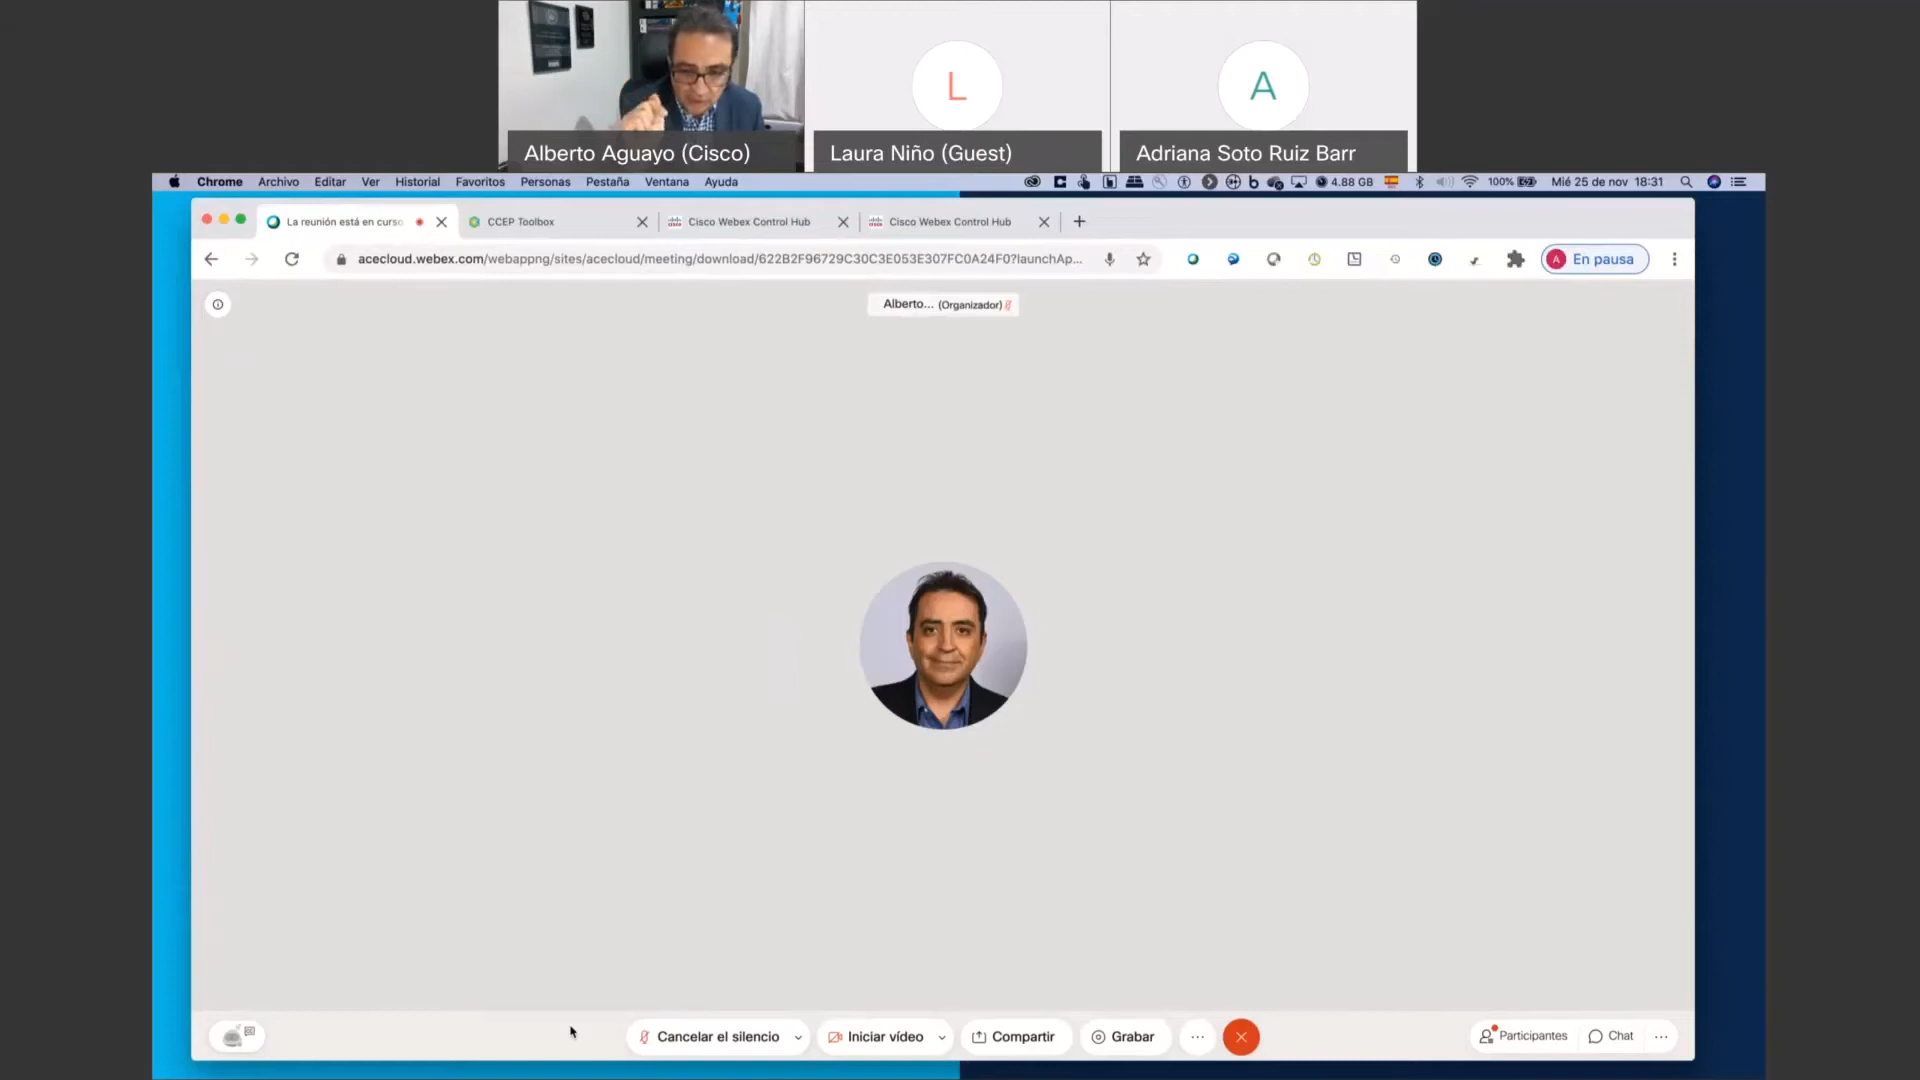 L
A
Alberto Aguayo (Cisco)
Laura Niño (Guest)
Adriana Soto Ruiz Barr
Chrome Archivo Editar Ver Historial Favoritos Personas Pestaña Ventana Ayuda
4.88 GB 100% Mié 25 de nov 18:31
La reunión está en curso
CCEP Toolbox
Cisco Webex Control Hub
Cisco Webex Control Hub
acecloud.webex.com/webappng/sites/acecloud/meeting/download/622B2F96729C30C3E053E307FC0A24F0?launchAp...
A En pausa
Alberto... (Organizador)
Cancelar el silencio
Iniciar vídeo
Compartir
Grabar
Participantes
Chat